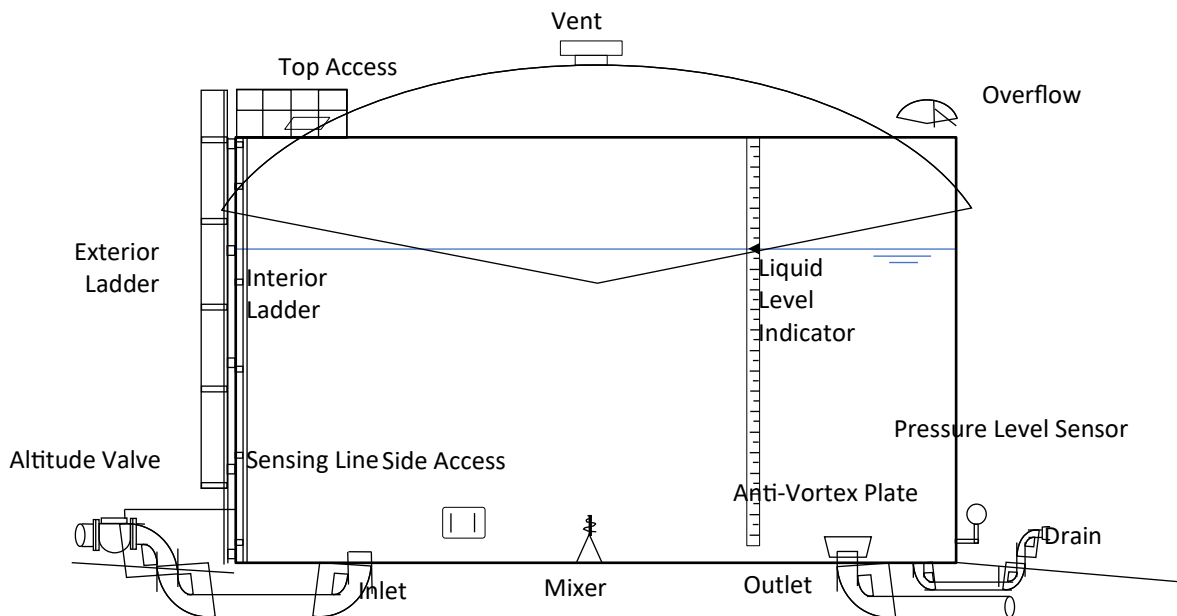 Vent
Top Access
Overflow
Exterior
Ladder
Interior
Ladder
Liquid
Level
Indicator
Pressure Level Sensor
Altitude Valve
Sensing Line
Side Access
Anti-Vortex Plate
Drain
Inlet
Mixer
Outlet